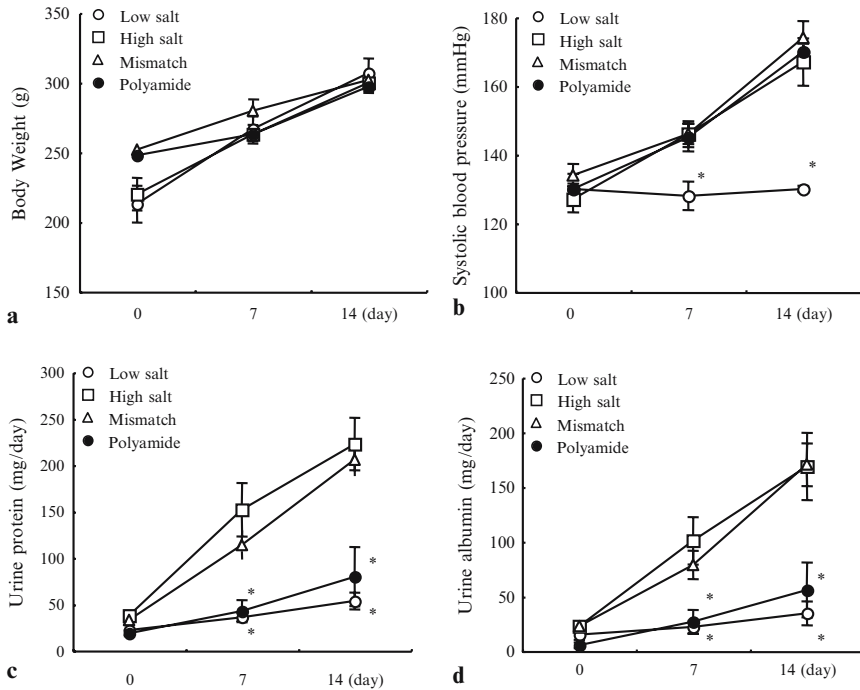 Low salt
High salt
Mismatch
Polyamide
350
300
250
200
150
Body Weight (g)
0 7 14 (day)
a
Low salt
High salt
Mismatch
Polyamide
180
160
140
120
100
Systolic blood pressure (mmHg)
* *
0 7 14 (day)
b
Low salt
High salt
Mismatch
Polyamide
300
250
200
150
100
50
0
Urine protein (mg/day)
* *
* *
0 7 14 (day)
c
Low salt
High salt
Mismatch
Polyamide
250
200
150
100
50
0
Urine albumin (mg/day)
* *
* *
0 7 14 (day)
d